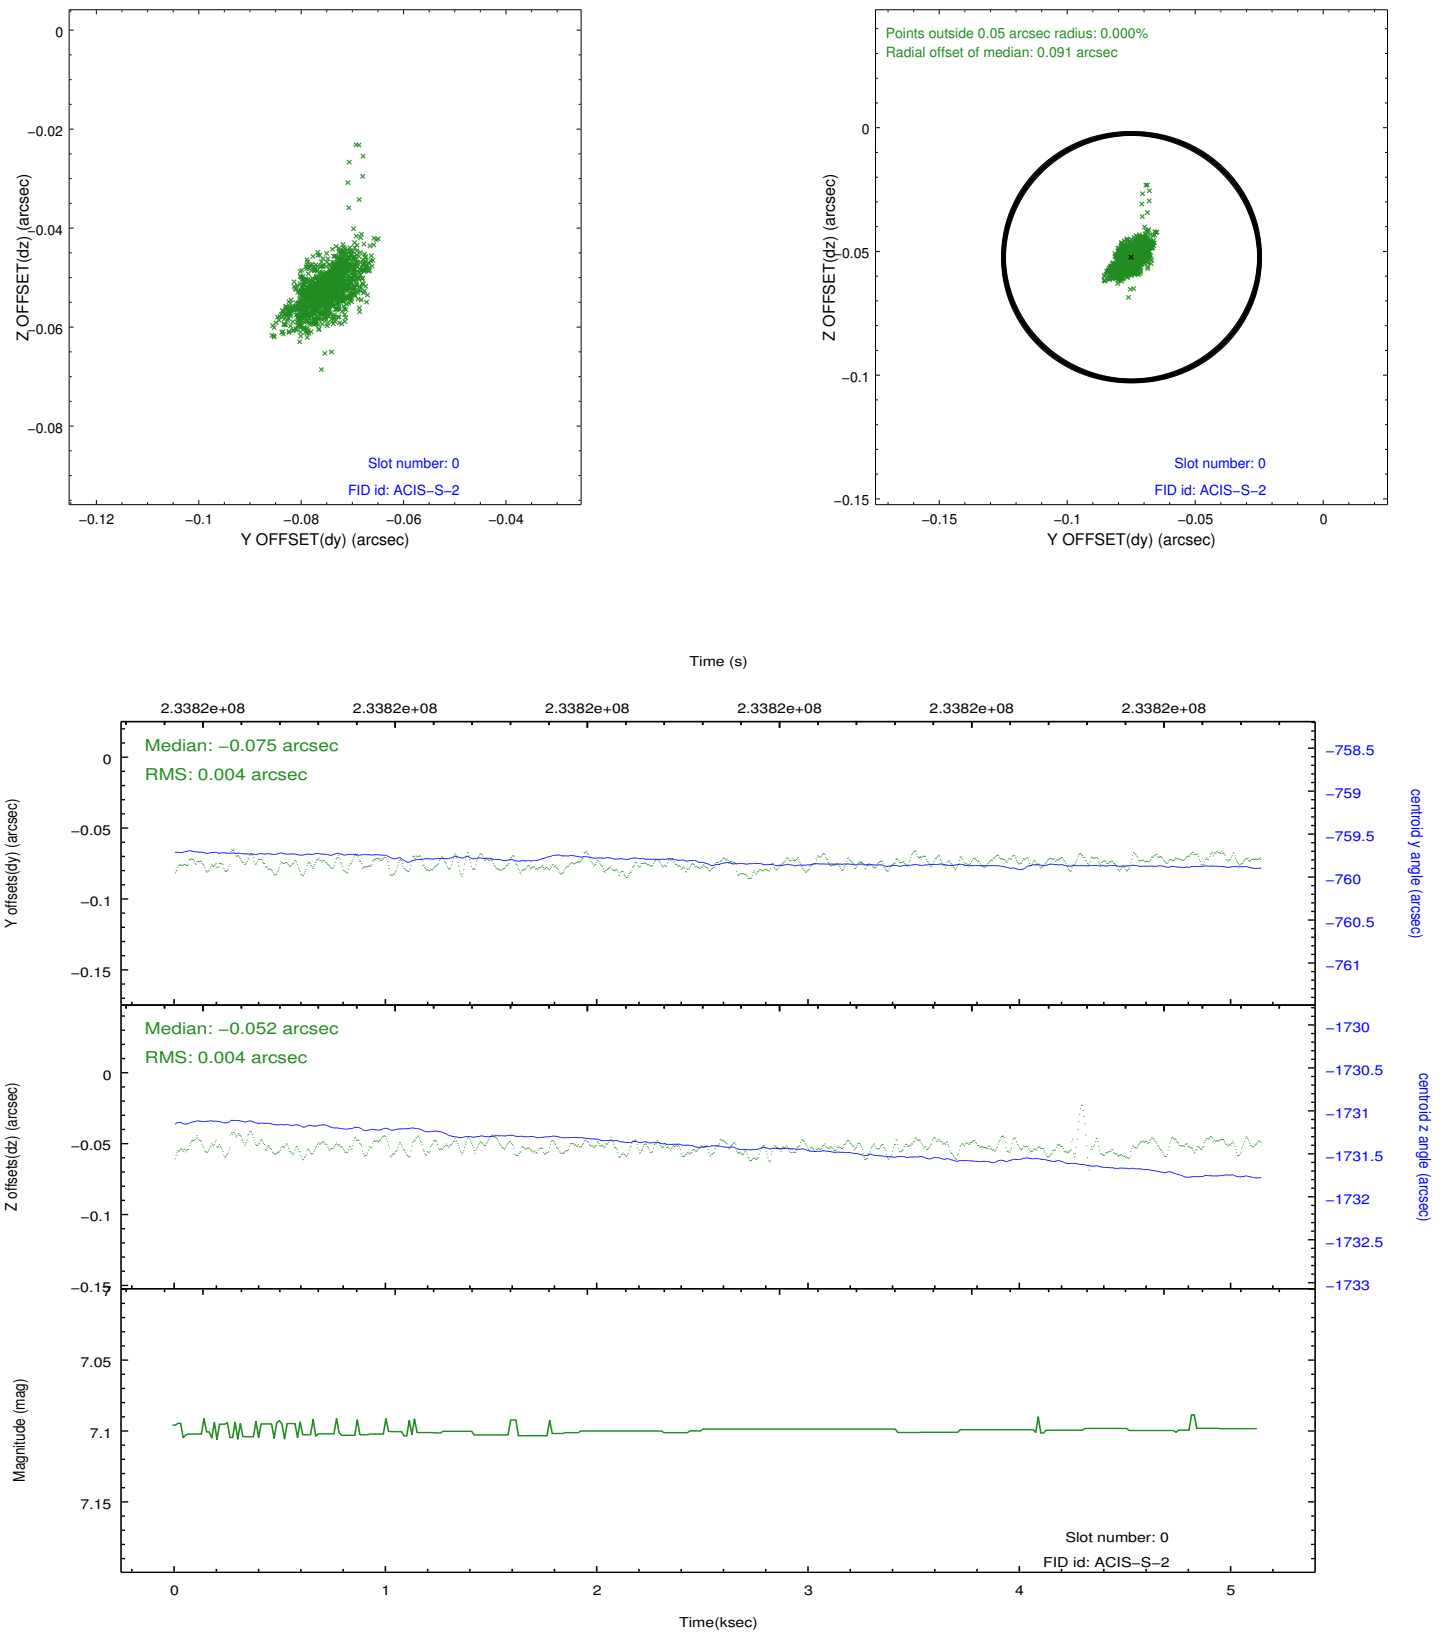 0
−0.02
−0.04
−0.06
−0.08
Z OFFSET(dz) (arcsec)
Slot number: 0
FID id: ACIS−S−2
−0.12
−0.1
−0.08
−0.06
−0.04
Y OFFSET(dy) (arcsec)
Points outside 0.05 arcsec radius: 0.000%
Radial offset of median: 0.091 arcsec
0
−0.05
−0.1
−0.15
Z OFFSET(dz) (arcsec)
Slot number: 0
FID id: ACIS−S−2
−0.15
−0.1
−0.05
0
Y OFFSET(dy) (arcsec)
Time (s)
2.3382e+08
2.3382e+08
2.3382e+08
2.3382e+08
2.3382e+08
2.3382e+08
Median: −0.075 arcsec
RMS: 0.004 arcsec
0
−0.05
−0.1
−0.15
Y offsets(dy) (arcsec)
−758.5
−759
−759.5
−760
−760.5
−761
centroid y angle (arcsec)
Median: −0.052 arcsec
RMS: 0.004 arcsec
0
−0.05
−0.1
−0.15
Z offsets(dz) (arcsec)
−1730
−1730.5
−1731
−1731.5
−1732
−1732.5
−1733
centroid z angle (arcsec)
7
7.05
7.1
7.15
Magnitude (mag)
Slot number: 0
FID id: ACIS−S−2
0
1
2
3
4
5
Time(ksec)